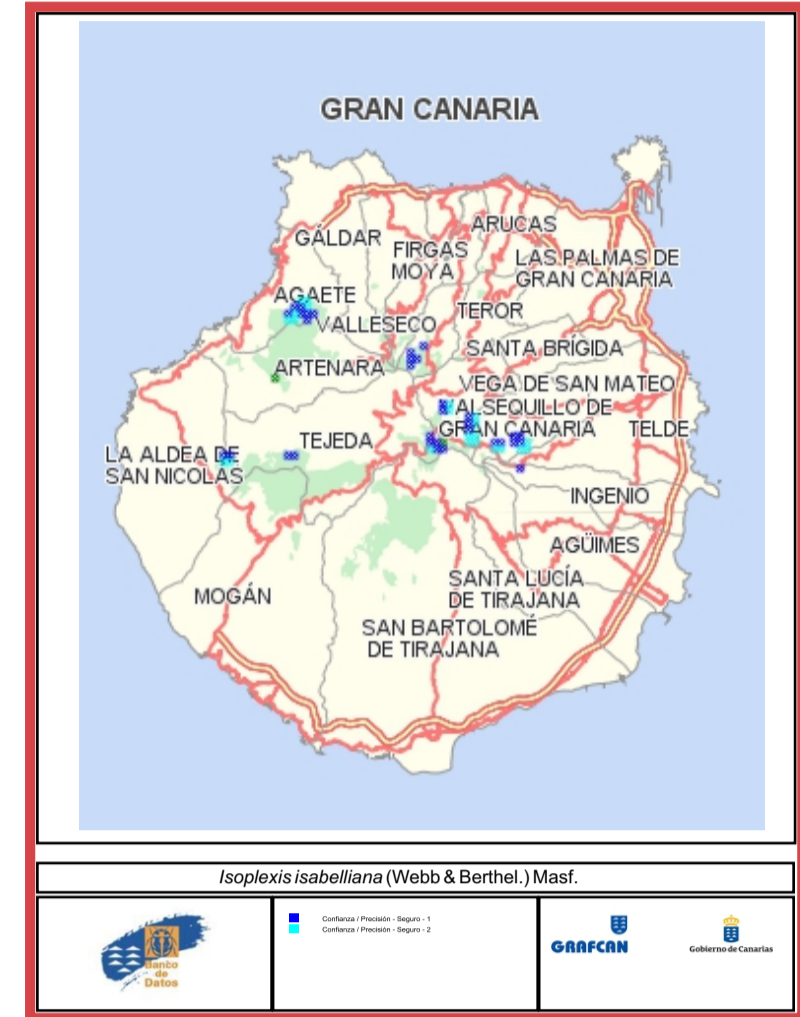 GRAN CANARIA
ARUCAS
GÁLDAR
FIRGAS
MOYA
LAS PALMAS DE
GRAN CANARIA
AGAETE
TEROR
VALLESECO
SANTA BRÍGIDA
ARTENARA
VEGA DE SAN MATEO
VALSEQUILLO DE
GRAN CANARIA
TELDE
TEJEDA
LA ALDEA DE
SAN NICOLÁS
INGENIO
AGÜIMES
SANTA LUCÍA
DE TIRAJANA
MOGÁN
SAN BARTOLOMÉ
DE TIRAJANA
Isoplexis isabelliana (Webb & Berthel.) Masf.
Banco
de
Datos
Confianza / Precisión - Seguro - 1
Confianza / Precisión - Seguro - 2
GRAFCAN
Gobierno de Canarias